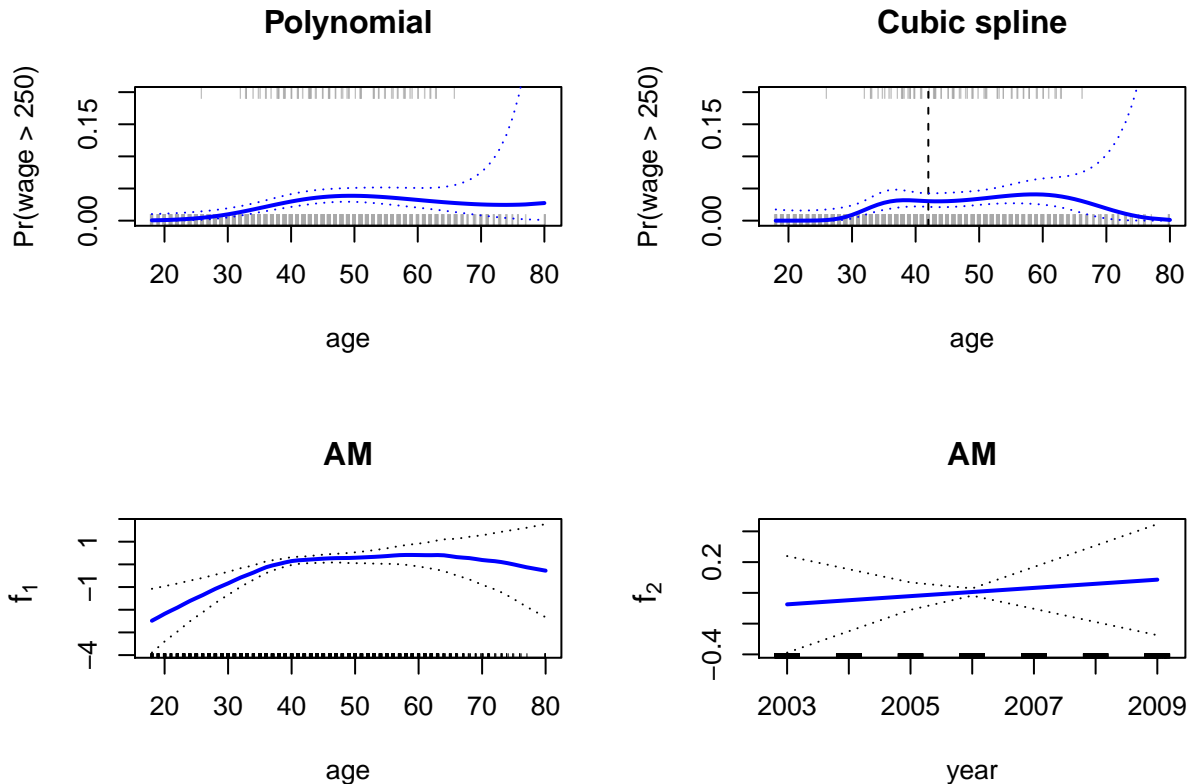 Polynomial
Pr(wage > 250)
0.00 0.15
20 30 40 50 60 70 80
age
Cubic spline
Pr(wage > 250)
0.00 0.15
20 30 40 50 60 70 80
age
AM
f₁
−4 −1 1
20 30 40 50 60 70 80
age
AM
f₂
−0.4 0.2
2003 2005 2007 2009
year